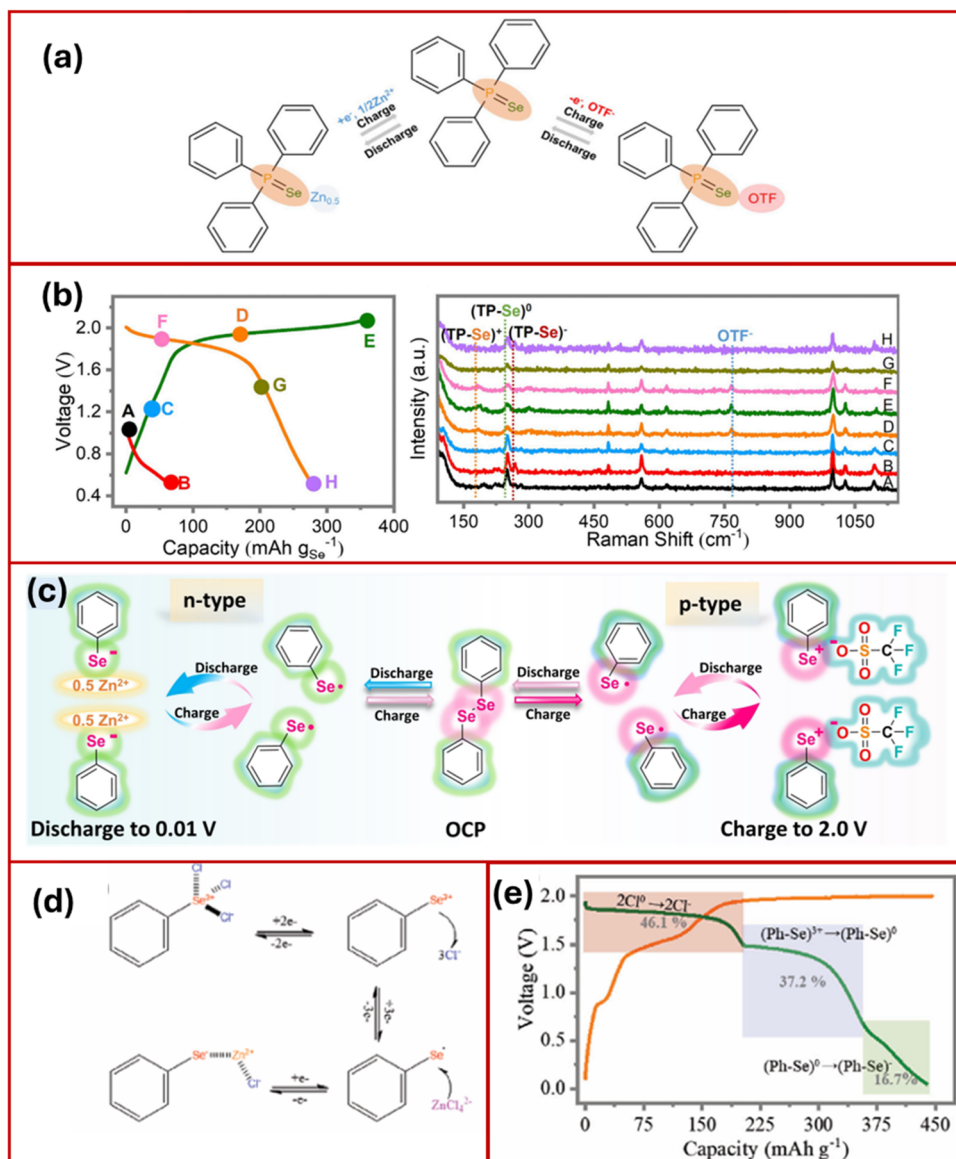 (a)
+e⁻, 1/2Zn²⁺
Charge
Discharge
P
Se
-e⁻, OTF⁻
Charge
Discharge
P
Se
Zn₀.₅
P
Se
OTF
(b)
Voltage (V)
2.0
1.6
1.2
0.8
0.4
A
B
C
D
E
F
G
H
0 100 200 300 400
Capacity (mAh gSe⁻¹)
Intensity (a.u.)
(TP-Se)⁰
(TP-Se)⁺
(TP-Se)⁻
OTF⁻
H
G
F
E
D
C
B
A
150 300 450 600 750 900 1050
Raman Shift (cm⁻¹)
(c)
n-type
p-type
Se⁻
0.5 Zn²⁺
0.5 Zn²⁺
Se⁻
Discharge
Charge
Se•
Se•
Discharge
Charge
Se
Se
Discharge
Charge
Se•
Se•
Discharge
Charge
Se⁺
⁻O
O
S
O
C
F
F
F
Se⁺
⁻O
O
S
O
C
F
F
F
Discharge to 0.01 V
OCP
Charge to 2.0 V
(d)
Cl
Cl
Cl
+2e-
-2e-
Se³⁺
3Cl⁻
-3e-
+3e-
Se⁻
Zn²⁺
Cl
+e-
-e-
Se•
ZnCl₄²⁻
(e)
Voltage (V)
2.0
1.5
1.0
0.5
0.0
2Cl⁰→2Cl⁻
46.1 %
(Ph-Se)³⁺→(Ph-Se)⁰
37.2 %
(Ph-Se)⁰→(Ph-Se)⁻
16.7%
0 75 150 225 300 375 450
Capacity (mAh g⁻¹)